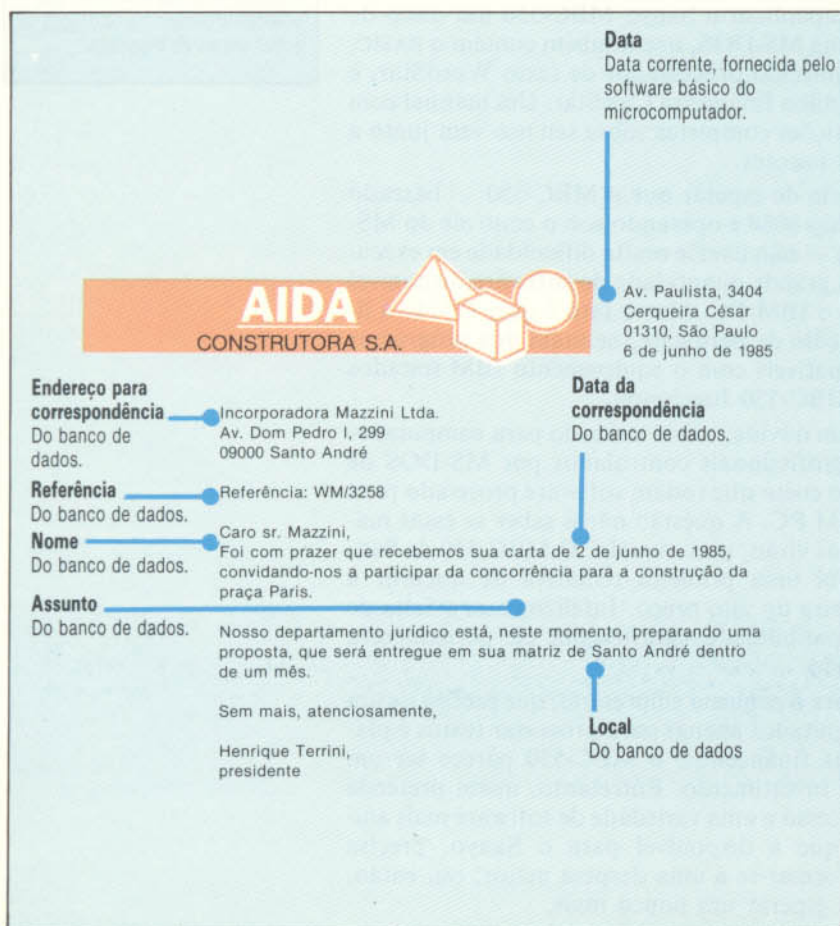 Data
Data corrente, fornecida pelo
software básico do
microcomputador.
AIDA
CONSTRUTORA S.A.
Av. Paulista, 3404
Cerqueira César
01310, São Paulo
6 de junho de 1985
Endereço para
correspondência
Do banco de
dados.
Incorporadora Mazzini Ltda.
Av. Dom Pedro I, 299
09000 Santo André
Data da
correspondência
Do banco de dados.
Referência
Do banco de dados.
Referência: WM/3258
Nome
Do banco de dados.
Caro sr. Mazzini,
Foi com prazer que recebemos sua carta de 2 de junho de 1985,
convidando-nos a participar da concorrência para a construção da
praça Paris.
Assunto
Do banco de dados.
Nosso departamento jurídico está, neste momento, preparando uma
proposta, que será entregue em sua matriz de Santo André dentro
de um mês.
Sem mais, atenciosamente,
Henrique Terrini,
presidente
Local
Do banco de dados